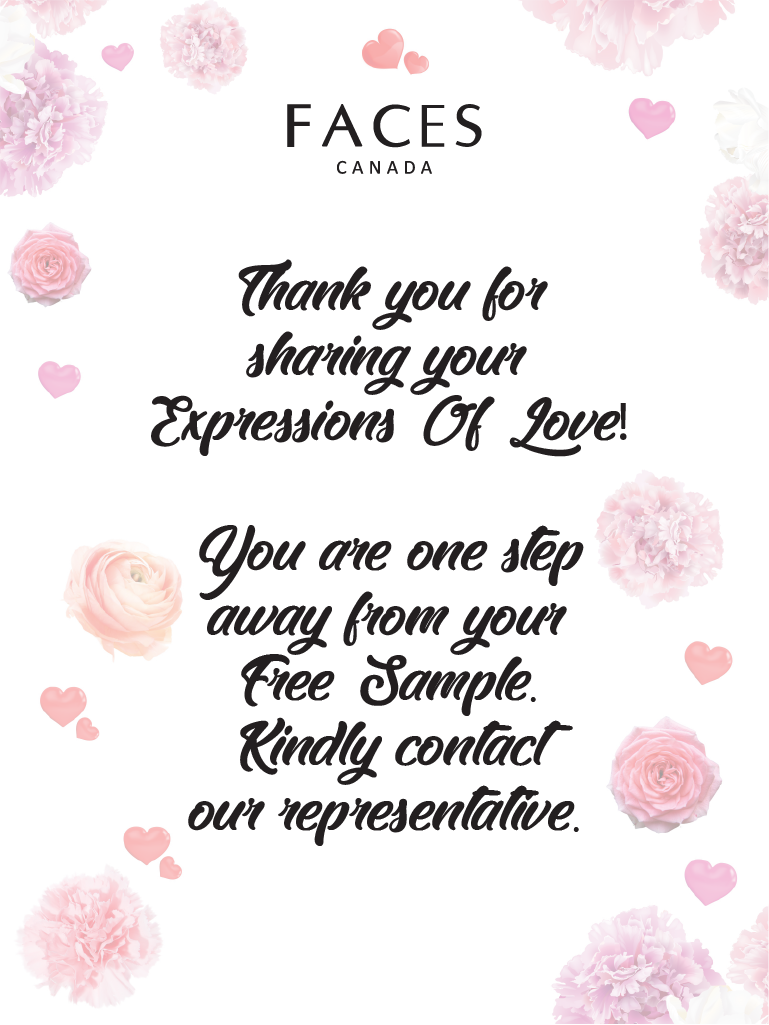 FACES
CANADA
Thank you for
sharing your
Expressions Of Love!
You are one step
away from your
Free Sample.
Kindly contact
our representative.